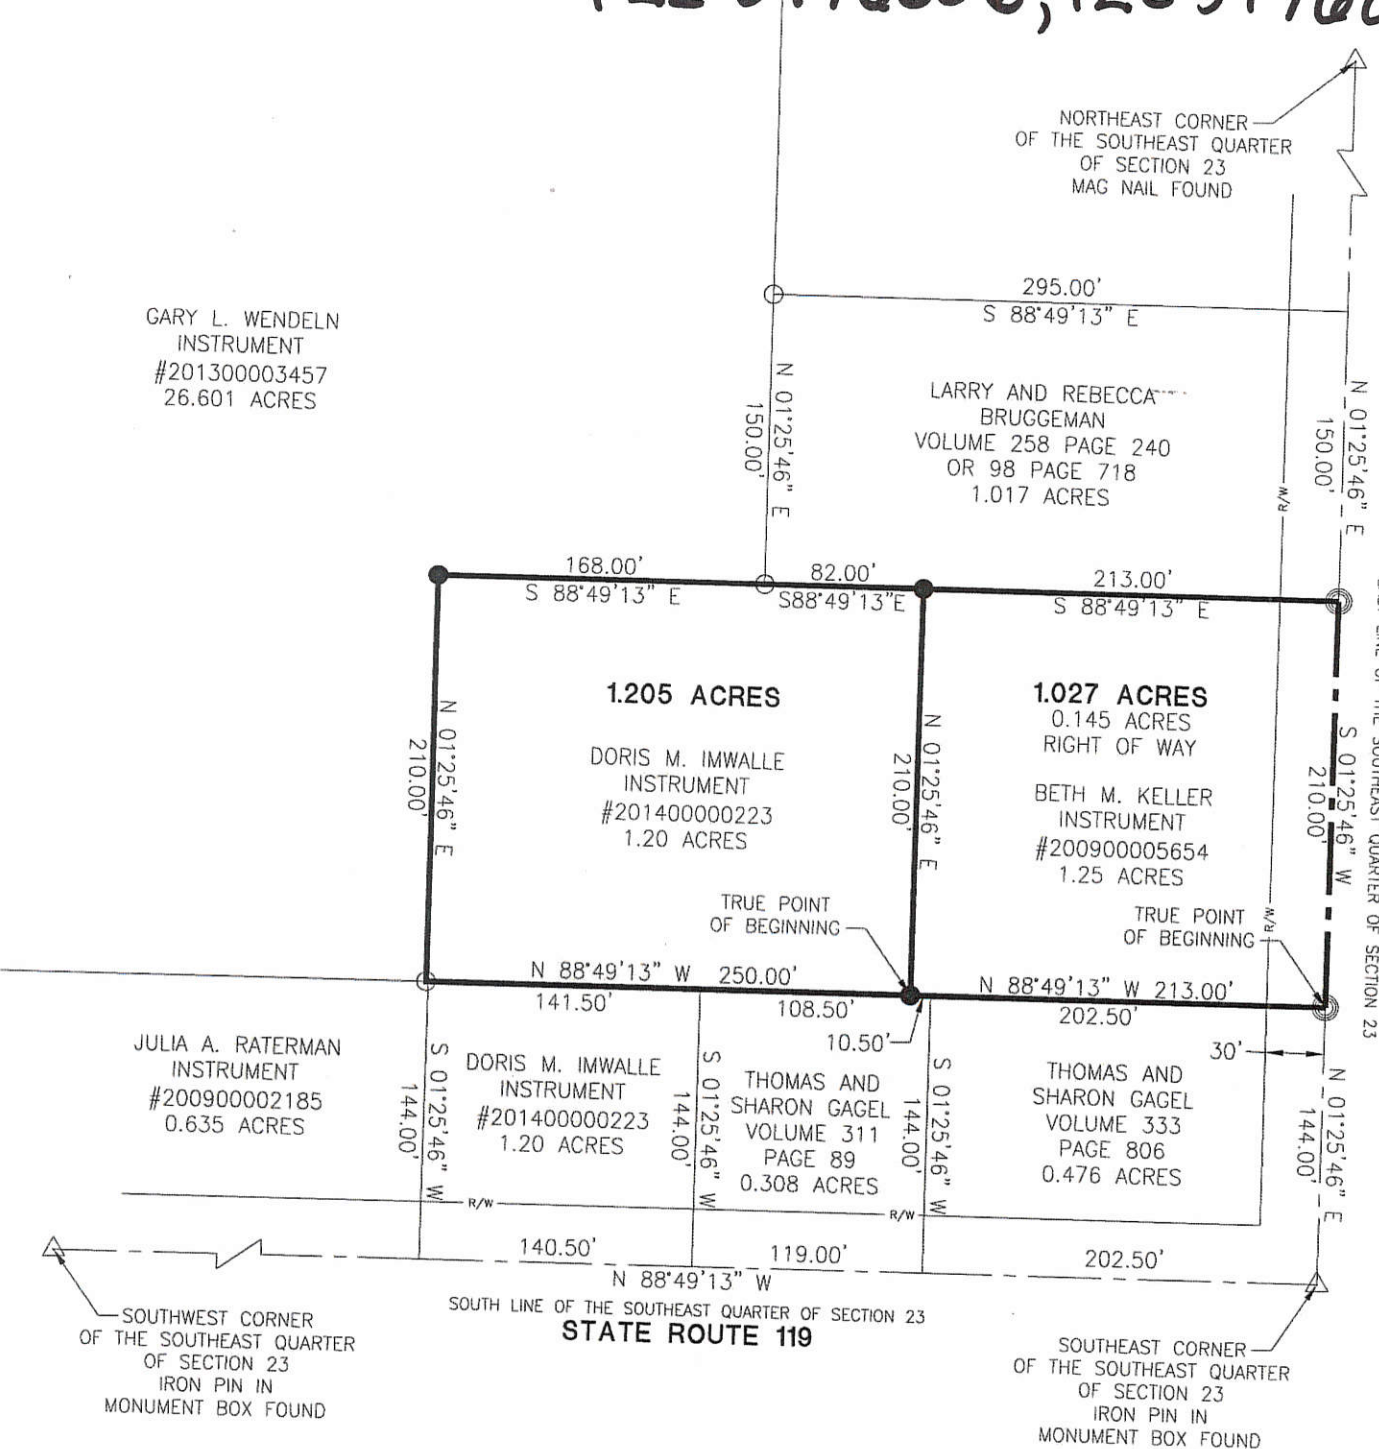 NORTHEAST CORNER
OF THE SOUTHEAST QUARTER
OF SECTION 23
MAG NAIL FOUND
295.00'
S 88°49'13" E
GARY L. WENDELN
INSTRUMENT
#201300003457
26.601 ACRES
N 01°25'46" E
150.00'
LARRY AND REBECCA
BRUGGEMAN
VOLUME 258 PAGE 240
OR 98 PAGE 718
1.017 ACRES
R/W
N 01°25'46" E
150.00'
168.00'
S 88°49'13" E
82.00'
S88°49'13"E
213.00'
S 88°49'13" E
LINE OF THE SOUTHEAST QUARTER OF SECTION 23
N 01°25'46" E
210.00'
1.205 ACRES
DORIS M. IMWALLE
INSTRUMENT
#201400000223
1.20 ACRES
N 01°25'46" E
210.00'
1.027 ACRES
0.145 ACRES
RIGHT OF WAY
BETH M. KELLER
INSTRUMENT
#200900005654
1.25 ACRES
S 01°25'46" W
210.00'
TRUE POINT
OF BEGINNING
TRUE POINT
OF BEGINNING
R/W
N 88°49'13" W 250.00'
N 88°49'13" W 213.00'
141.50'
108.50'
10.50'
202.50'
30'
JULIA A. RATERMAN
INSTRUMENT
#200900002185
0.635 ACRES
S 01°25'46" W
144.00'
DORIS M. IMWALLE
INSTRUMENT
#201400000223
1.20 ACRES
S 01°25'46" W
144.00'
THOMAS AND
SHARON GAGEL
VOLUME 311
PAGE 89
0.308 ACRES
S 01°25'46" W
144.00'
THOMAS AND
SHARON GAGEL
VOLUME 333
PAGE 806
0.476 ACRES
N 01°25'46" E
144.00'
R/W
R/W
140.50'
119.00'
202.50'
N 88°49'13" W
SOUTH LINE OF THE SOUTHEAST QUARTER OF SECTION 23
STATE ROUTE 119
SOUTHWEST CORNER
OF THE SOUTHEAST QUARTER
OF SECTION 23
IRON PIN IN
MONUMENT BOX FOUND
SOUTHEAST CORNER
OF THE SOUTHEAST QUARTER
OF SECTION 23
IRON PIN IN
MONUMENT BOX FOUND